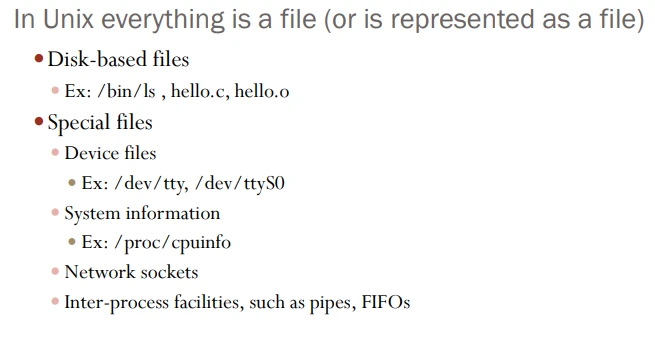 In Unix everything is a file (or is represented as a file)
Disk-based files
Ex: /bin/ls , hello.c, hello.o
Special files
Device files
Ex: /dev/tty, /dev/ttyS0
System information
Ex: /proc/cpuinfo
Network sockets
Inter-process facilities, such as pipes, FIFOs